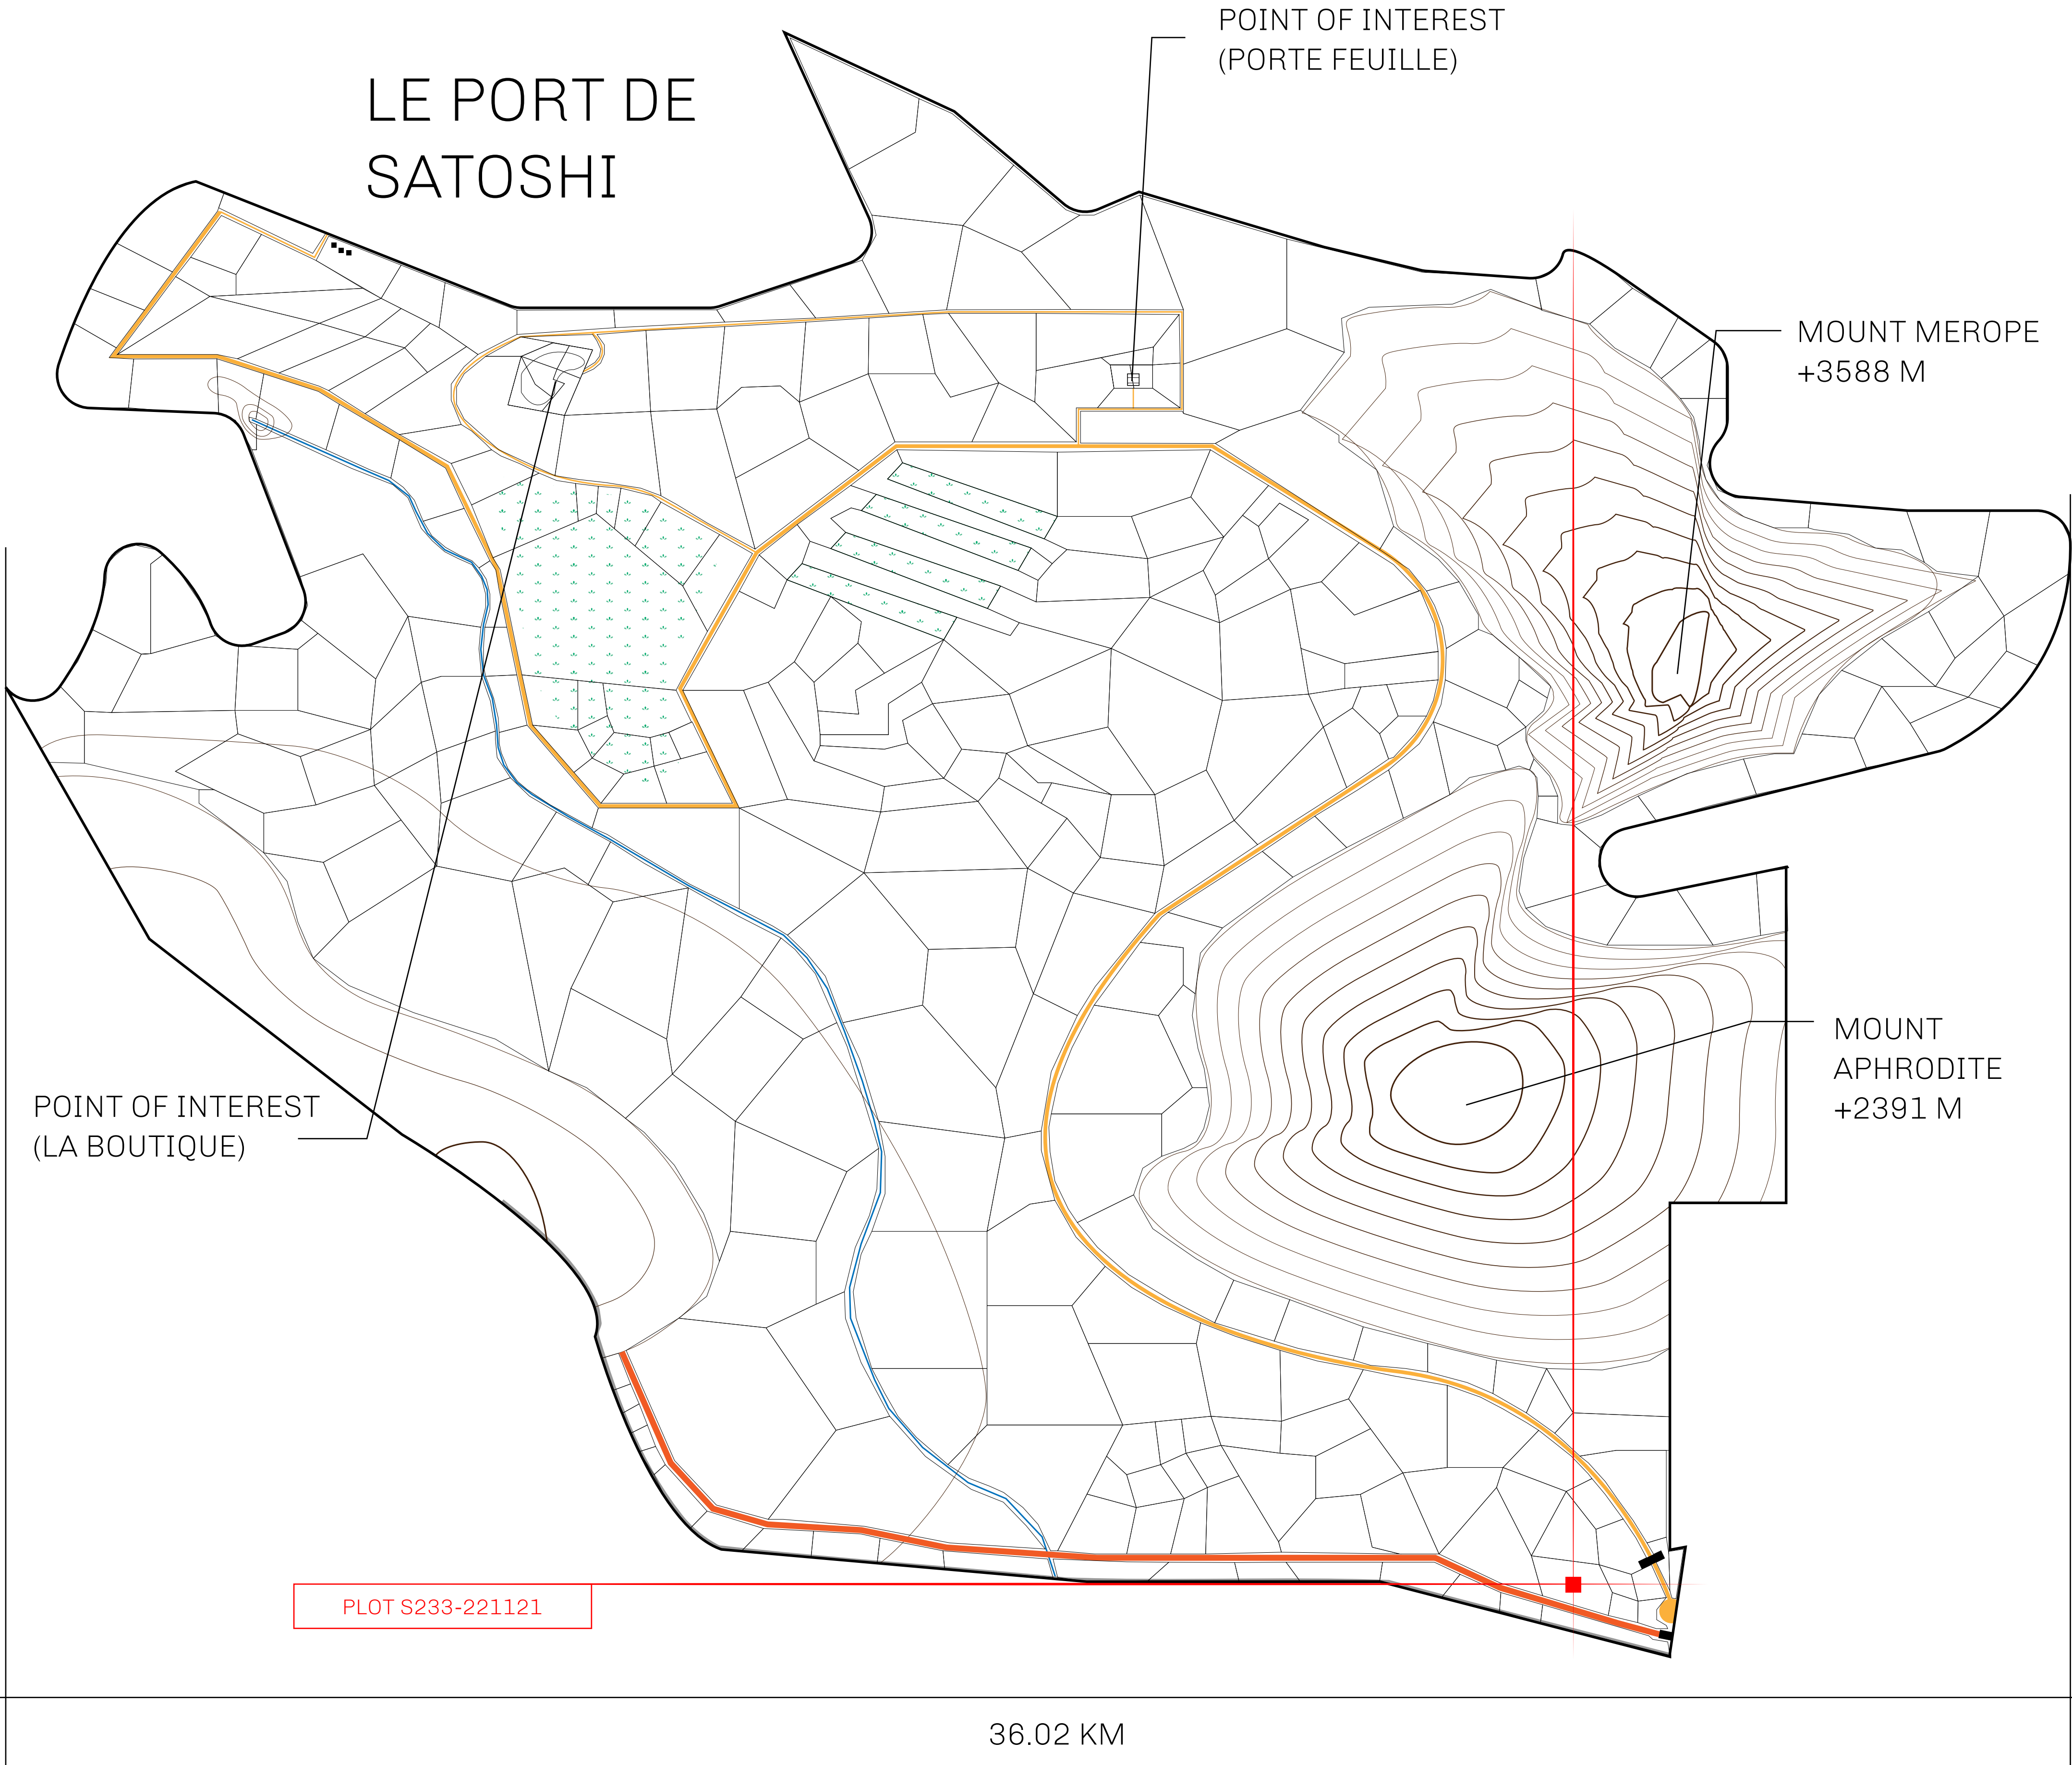 POINT OF INTEREST
(PORTE FEUILLE)
LE PORT DE
SATOSHI
MOUNT MEROPE
+3588 M
MOUNT
APHRODITE
+2391 M
POINT OF INTEREST
(LA BOUTIQUE)
PLOT S233-221121
36.02 KM